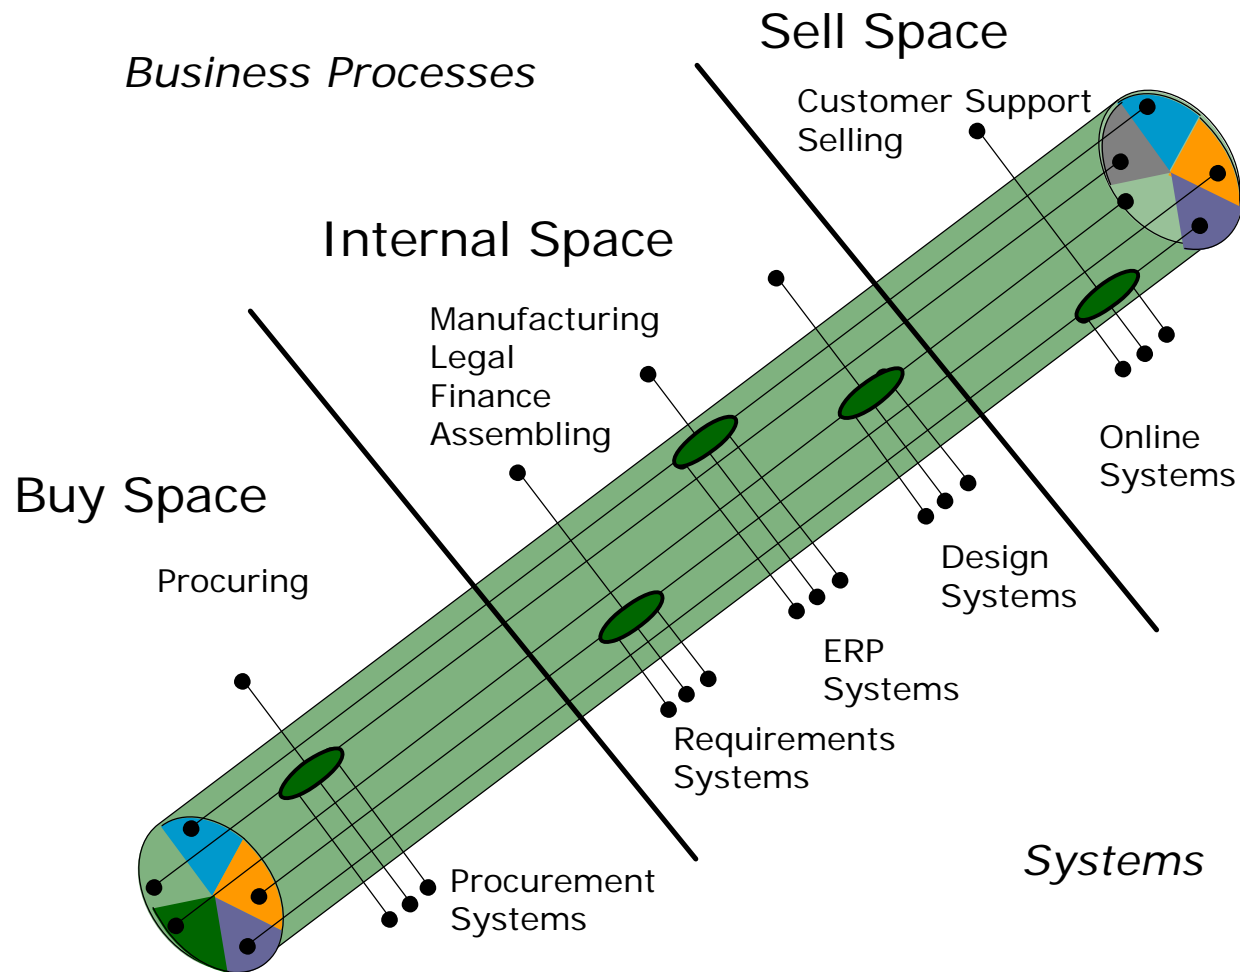 Sell Space
Business Processes
Customer Support
Selling
Internal Space
Manufacturing
Legal
Finance
Assembling
Online
Systems
Buy Space
Procuring
Design
Systems
ERP
Systems
Requirements
Systems
Systems
Procurement
Systems